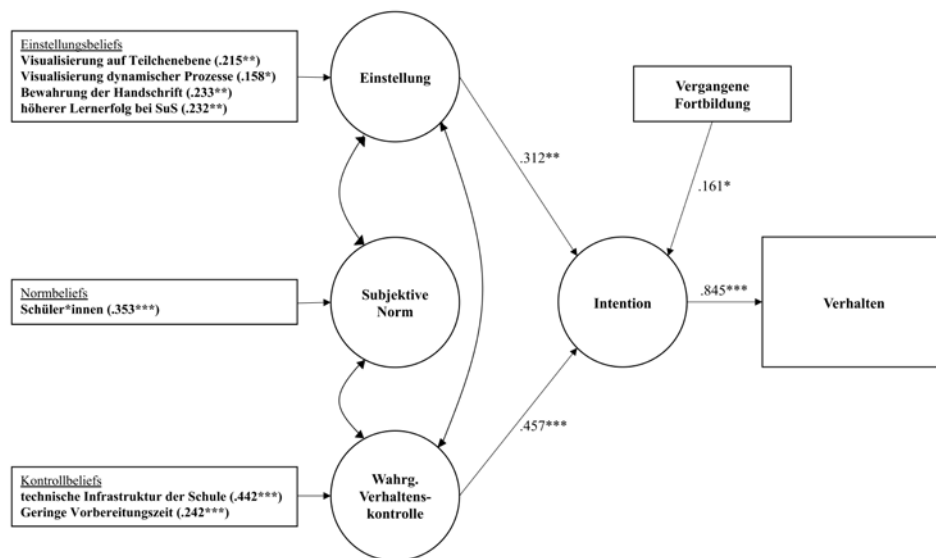 Einstellungsbeliefs
Visualisierung auf Teilchenebene (.215**)
Visualisierung dynamischer Prozesse (.158*)
Bewahrung der Handschrift (.233**)
höherer Lernerfolg bei SuS (.232**)
Einstellung
Vergangene
Fortbildung
.312**
.161*
Normbeliefs
Schüler*innen (.353***)
Subjektive
Norm
Intention
.845***
Verhalten
.457***
Kontrollbeliefs
technische Infrastruktur der Schule (.442***)
Geringe Vorbereitungszeit (.242***)
Wahrg.
Verhaltens-
kontrolle